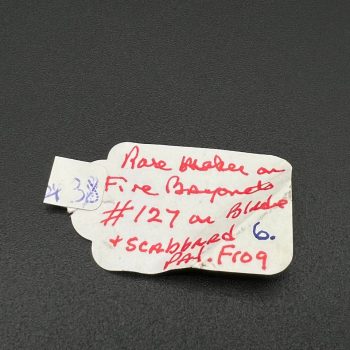 Rare maker on
Fire Bayonets
#127 on Blade
+ Scabbard 6.
Pat. Frog
38